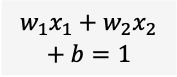 w₁x₁ + w₂x₂
+ b = 1